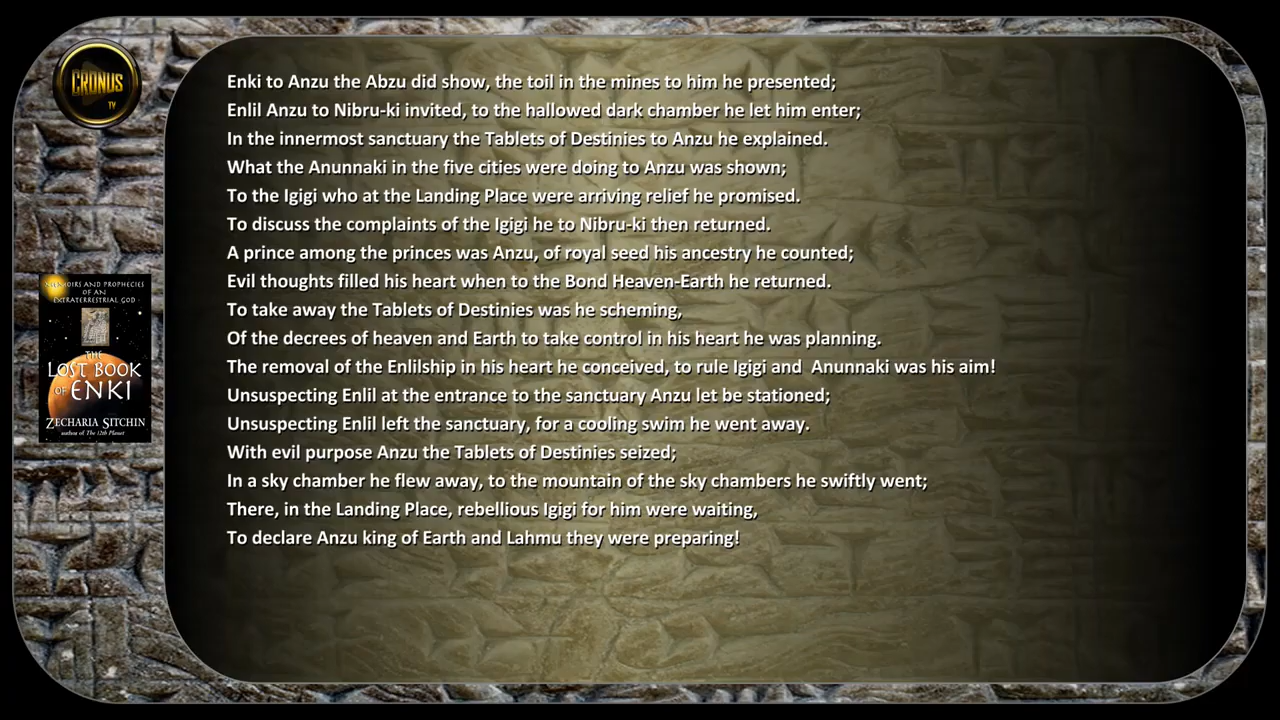 CRONUS
TV
Enki to Anzu the Abzu did show, the toil in the mines to him he presented;
Enlil Anzu to Nibru-ki invited, to the hallowed dark chamber he let him enter;
In the innermost sanctuary the Tablets of Destinies to Anzu he explained.
What the Anunnaki in the five cities were doing to Anzu was shown;
To the Igigi who at the Landing Place were arriving relief he promised.
To discuss the complaints of the Igigi he to Nibru-ki then returned.
A prince among the princes was Anzu, of royal seed his ancestry he counted;
Evil thoughts filled his heart when to the Bond Heaven-Earth he returned.
To take away the Tablets of Destinies was he scheming,
Of the decrees of heaven and Earth to take control in his heart he was planning.
The removal of the Enlilship in his heart he conceived, to rule Igigi and  Anunnaki was his aim!
Unsuspecting Enlil at the entrance to the sanctuary Anzu let be stationed;
Unsuspecting Enlil left the sanctuary, for a cooling swim he went away.
With evil purpose Anzu the Tablets of Destinies seized;
In a sky chamber he flew away, to the mountain of the sky chambers he swiftly went;
There, in the Landing Place, rebellious Igigi for him were waiting,
To declare Anzu king of Earth and Lahmu they were preparing!
MEMOIRS AND PROPHECIES
OF AN
EXTRATERRESTRIAL GOD
THE
LOST BOOK
OF ENKI
ZECHARIA SITCHIN
author of The 12th Planet